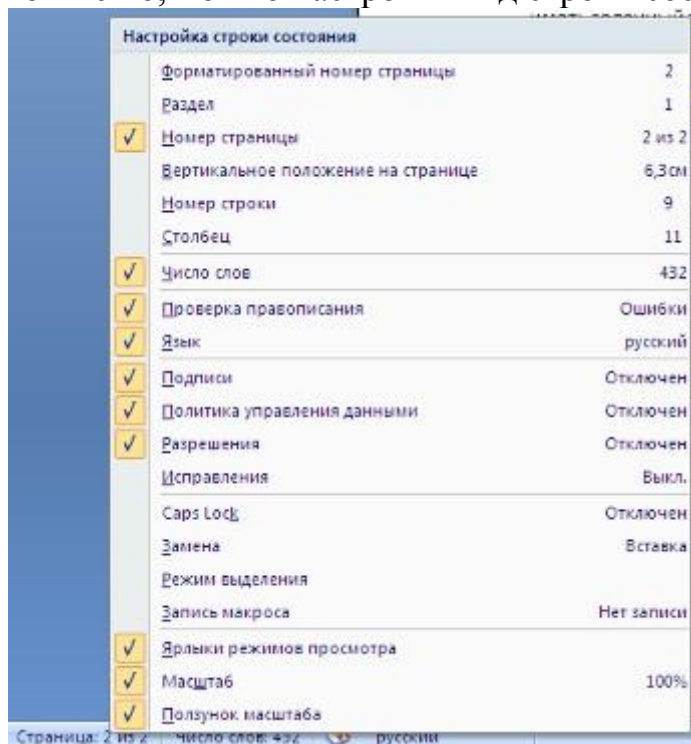 Настройка строки состояния
Форматированный номер страницы 2
Раздел 1
Номер страницы 2 из 2
Вертикальное положение на странице 6,3см
Номер строки 9
Столбец 11
Число слов 432
Проверка правописания Ошибки
Язык русский
Подписи Отключен
Политика управления данными Отключен
Разрешения Отключен
Исправления Выкл.
Caps Lock Отключен
Замена Вставка
Режим выделения
Запись макроса Нет записи
Ярлыки режимов просмотра
Масштаб 100%
Ползунок масштаба
Страница: 2 из 2 Число слов: 432 русский